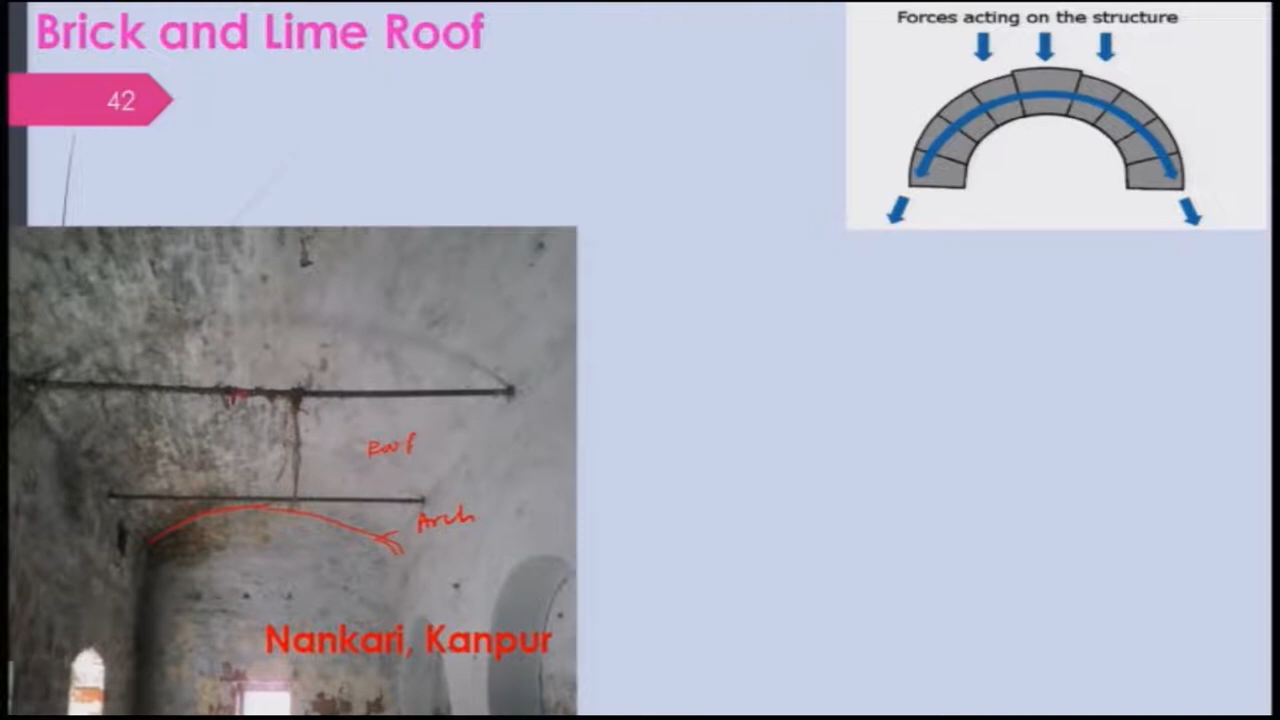 Brick and Lime Roof
42
Forces acting on the structure
Roof
Arch
Nankari, Kanpur